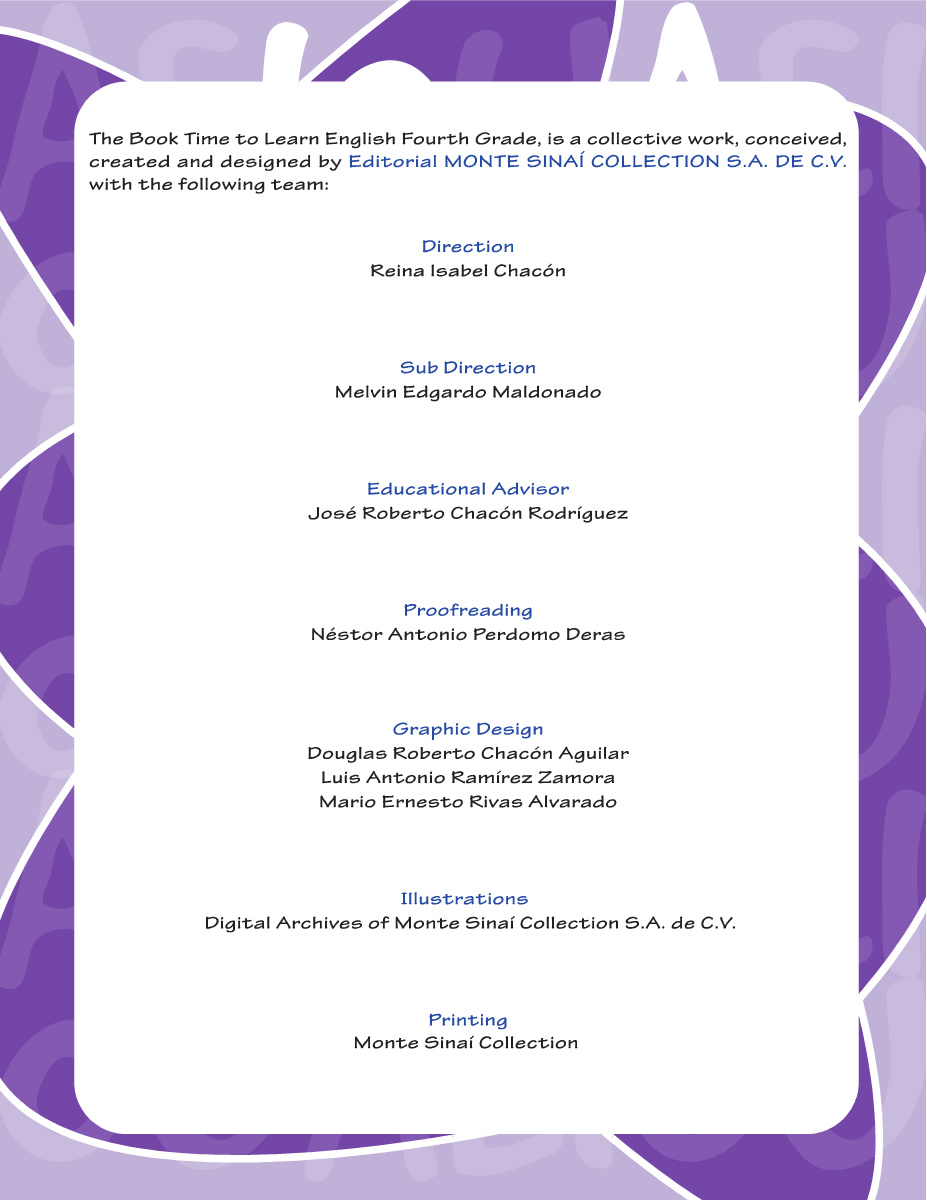 The Book Time to Learn English Fourth Grade, is a collective work, conceived,
created and designed by Editorial MONTE SINAÍ COLLECTION S.A. DE C.V.
with the following team:
Direction
Reina Isabel Chacón
Sub Direction
Melvin Edgardo Maldonado
Educational Advisor
José Roberto Chacón Rodríguez
Proofreading
Néstor Antonio Perdomo Deras
Graphic Design
Douglas Roberto Chacón Aguilar
Luis Antonio Ramírez Zamora
Mario Ernesto Rivas Alvarado
Illustrations
Digital Archives of Monte Sinaí Collection S.A. de C.V.
Printing
Monte Sinaí Collection